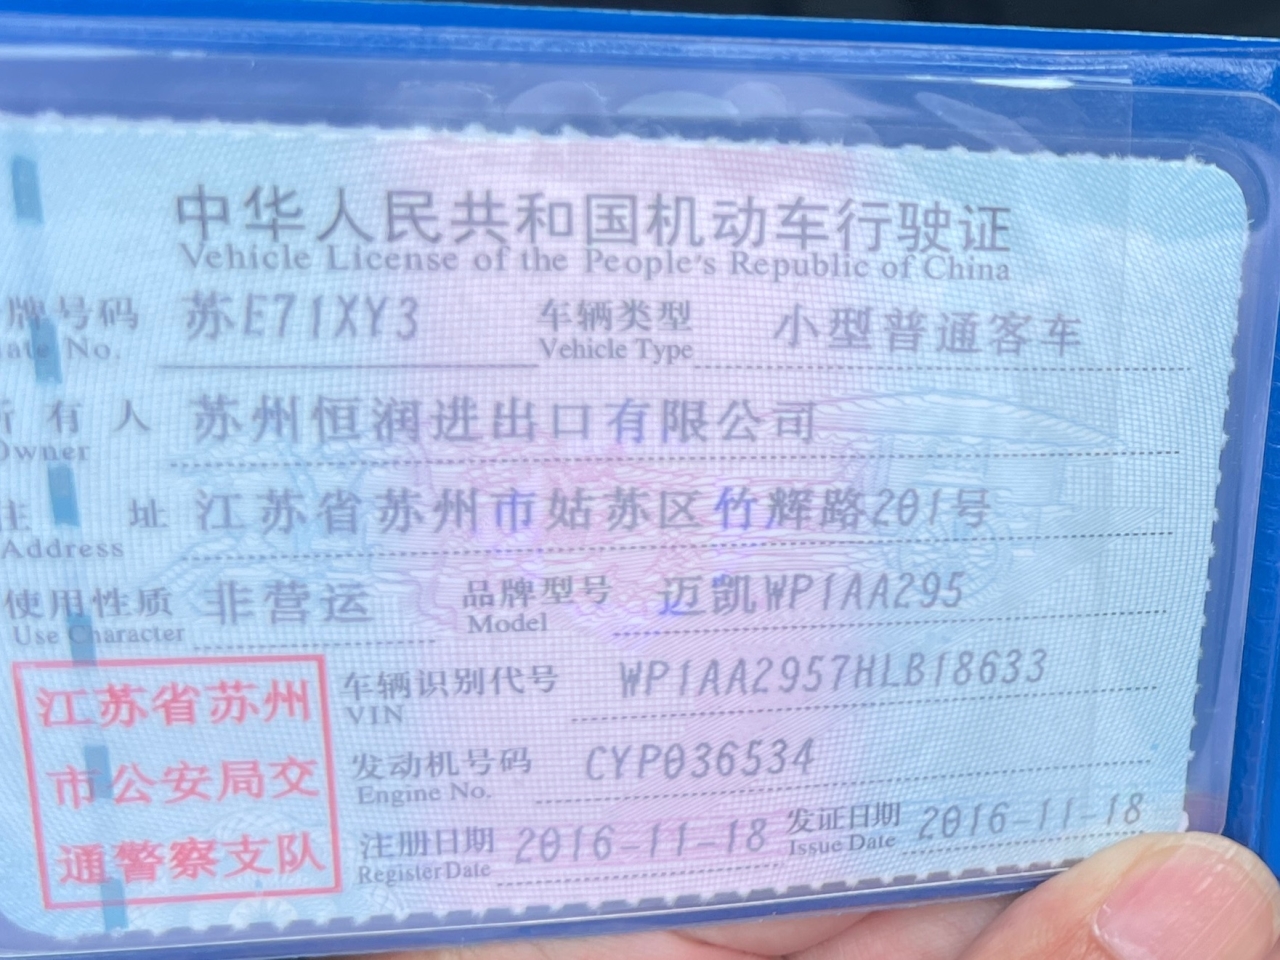 中华人民共和国机动车行驶证
Vehicle License of the People's Republic of China
牌号码 苏E71XY3 车辆类型 小型普通客车
ate No. Vehicle Type
所有人 苏州恒润进出口有限公司
Owner
住址 江苏省苏州市姑苏区竹辉路201号
Address
使用性质 非营运 品牌型号 迈凯WP1AA295
Use Character Model
江苏省苏州
市公安局交
通警察支队
车辆识别代号 WP1AA2957HLB18633
VIN
发动机号码 CYP036534
Engine No.
注册日期 2016-11-18 发证日期 2016-11-18
Register Date Issue Date